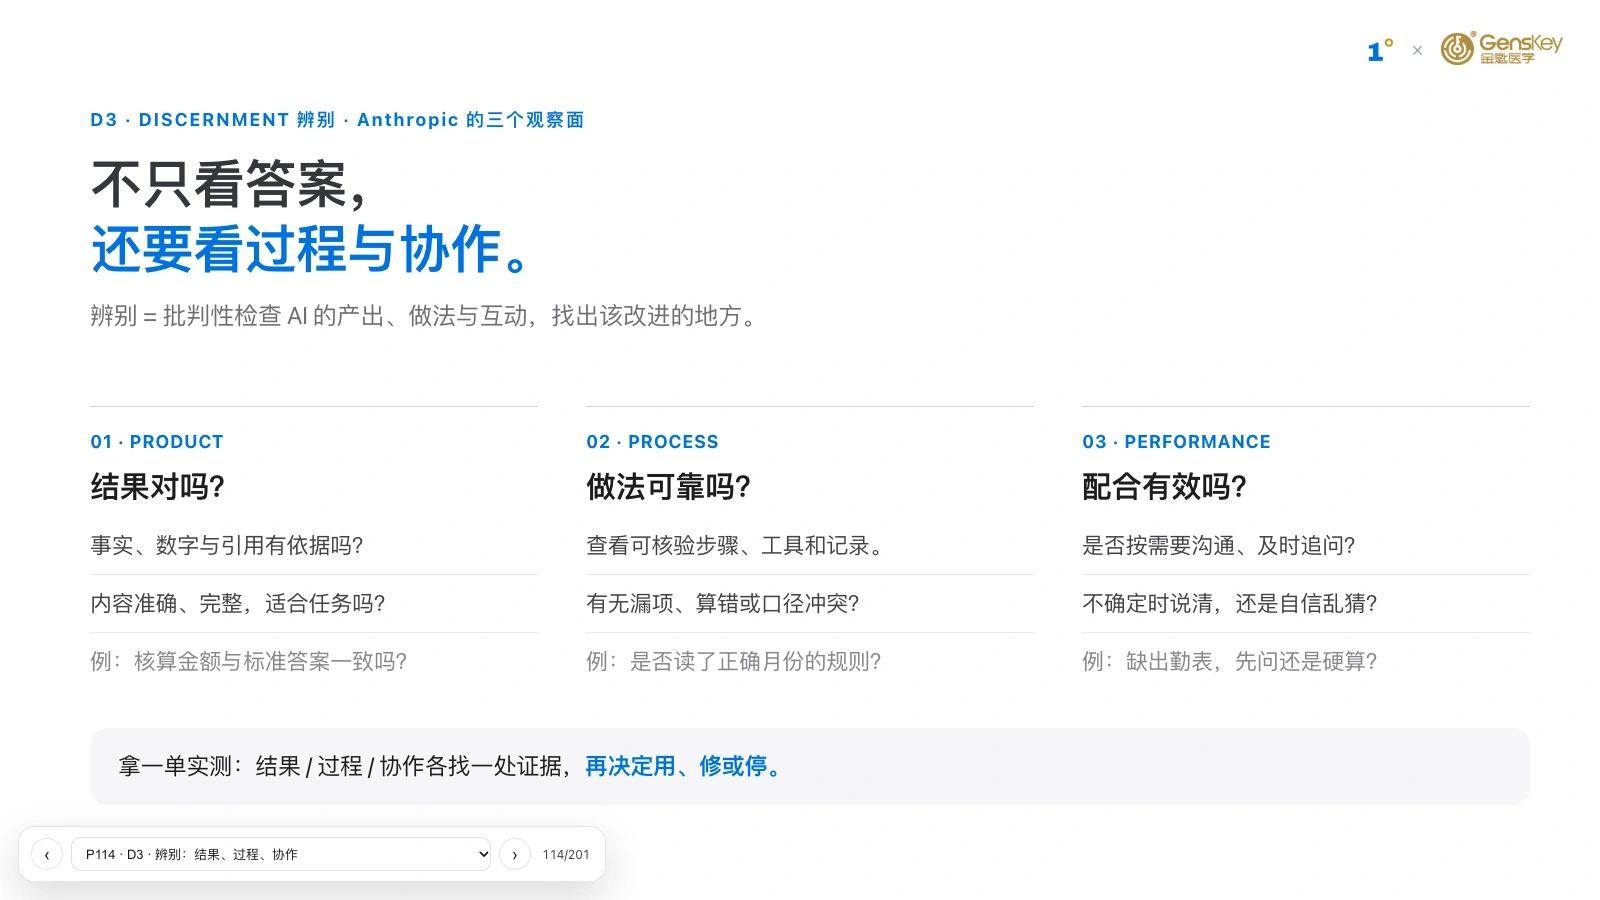 1°
×
GensKey®
金匙医学
D3 · DISCERNMENT 辨别 · Anthropic 的三个观察面
不只看答案，
还要看过程与协作。
辨别 = 批判性检查 AI 的产出、做法与互动，找出该改进的地方。
01 · PRODUCT
结果对吗？
事实、数字与引用有依据吗？
内容准确、完整，适合任务吗？
例：核算金额与标准答案一致吗？
02 · PROCESS
做法可靠吗？
查看可核验步骤、工具和记录。
有无漏项、算错或口径冲突？
例：是否读了正确月份的规则？
03 · PERFORMANCE
配合有效吗？
是否按需要沟通、及时追问？
不确定时说清，还是自信乱猜？
例：缺出勤表，先问还是硬算？
拿一单实测：结果 / 过程 / 协作各找一处证据，再决定用、修或停。
‹ P114 · D3 · 辨别：结果、过程、协作 › 114/201